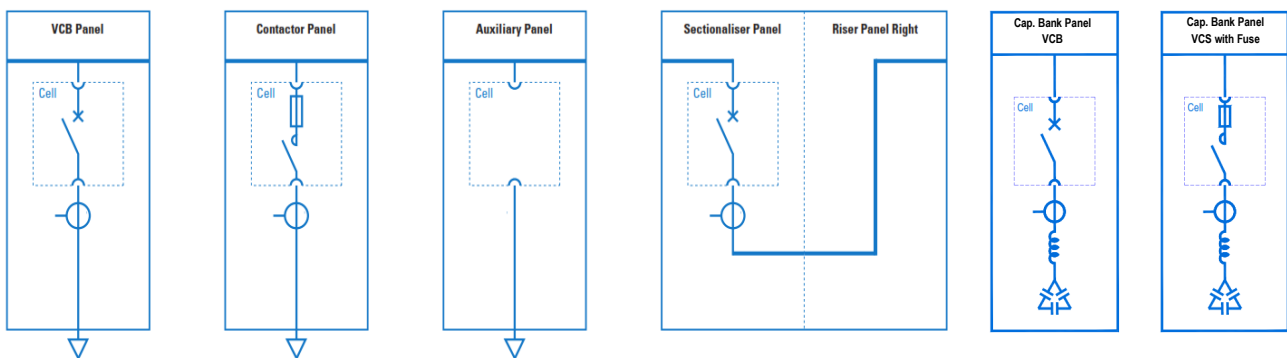 VCB Panel
Cell
Contactor Panel
Cell
Auxiliary Panel
Cell
Sectionaliser Panel
Cell
Riser Panel Right
Cap. Bank Panel
VCB
Cell
Cap. Bank Panel
VCS with Fuse
Cell